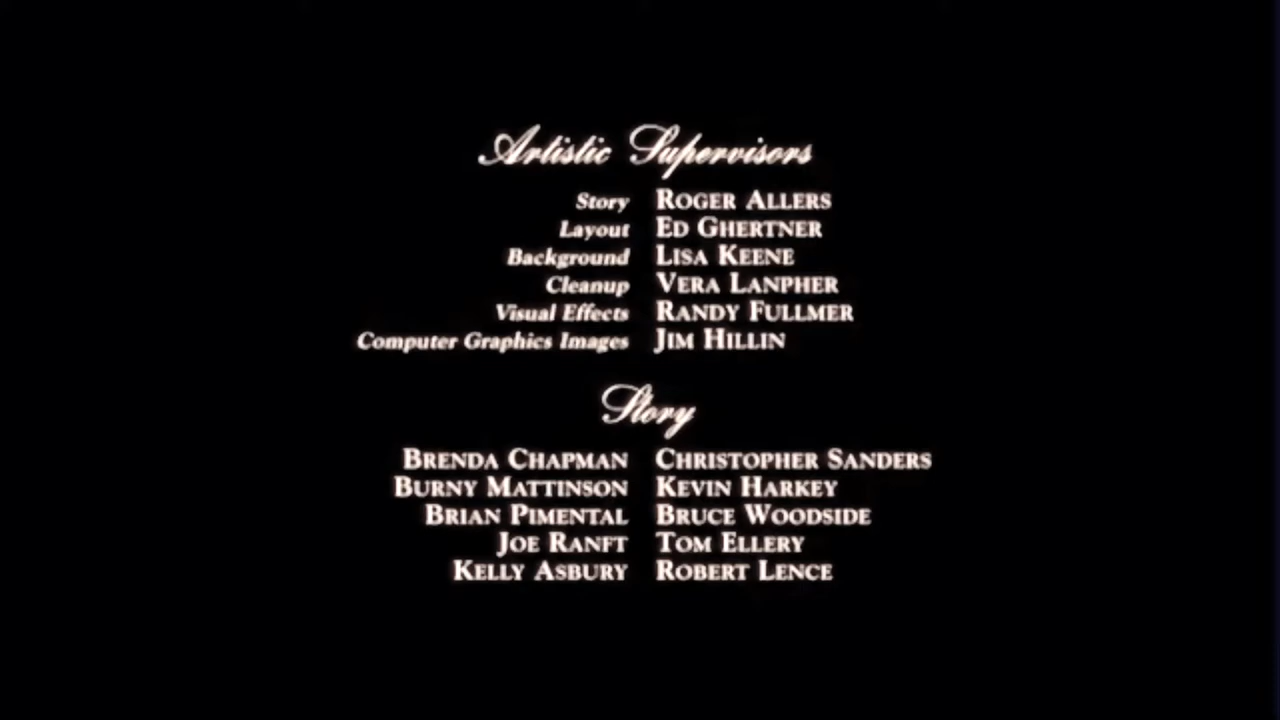 Artistic Supervisors
Story ROGER ALLERS
Layout ED GHERTNER
Background LISA KEENE
Cleanup VERA LANPHER
Visual Effects RANDY FULLMER
Computer Graphics Images JIM HILLIN
Story
BRENDA CHAPMAN CHRISTOPHER SANDERS
BURNY MATTINSON KEVIN HARKEY
BRIAN PIMENTAL BRUCE WOODSIDE
JOE RANFT TOM ELLERY
KELLY ASBURY ROBERT LENCE